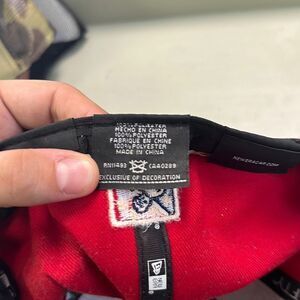 100% POLYESTER
HECHO EN CHINA
100% POLYESTER
FABRIQUE EN CHINE
100% POLYESTER
MADE IN CHINA
RN11493 CA40289
EXCLUSIVE OF DECORATION
NEWERACAP.COM